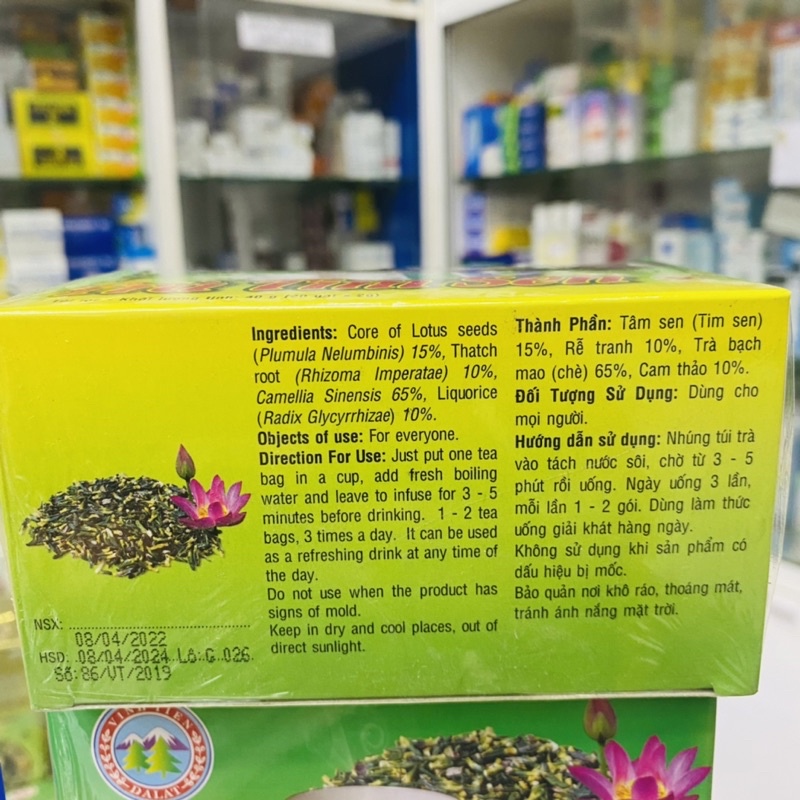 Ingredients: Core of Lotus seeds
(Plumula Nelumbinis) 15%, Thatch
root (Rhizoma Imperatae) 10%,
Camellia Sinensis 65%, Liquorice
(Radix Glycyrrhizae) 10%.
Objects of use: For everyone.
Direction For Use: Just put one tea
bag in a cup, add fresh boiling
water and leave to infuse for 3 - 5
minutes before drinking. 1 - 2 tea
bags, 3 times a day. It can be used
as a refreshing drink at any time of
the day.
Do not use when the product has
signs of mold.
Keep in dry and cool places, out of
direct sunlight.
Thành Phần: Tâm sen (Tim sen)
15%, Rễ tranh 10%, Trà bạch
mao (chè) 65%, Cam thảo 10%.
Đối Tượng Sử Dụng: Dùng cho
mọi người.
Hướng dẫn sử dụng: Nhúng túi trà
vào tách nước sôi, chờ từ 3 - 5
phút rồi uống. Ngày uống 3 lần,
mỗi lần 1 - 2 gói. Dùng làm thức
uống giải khát hàng ngày.
Không sử dụng khi sản phẩm có
dấu hiệu bị mốc.
Bảo quản nơi khô ráo, thoáng mát,
tránh ánh nắng mặt trời.
NSX:
08/04/2022
HSD: 08/04/2024 Lô: C 026
Số: 86/VT/2019
VĨNH TIẾN
DALAT